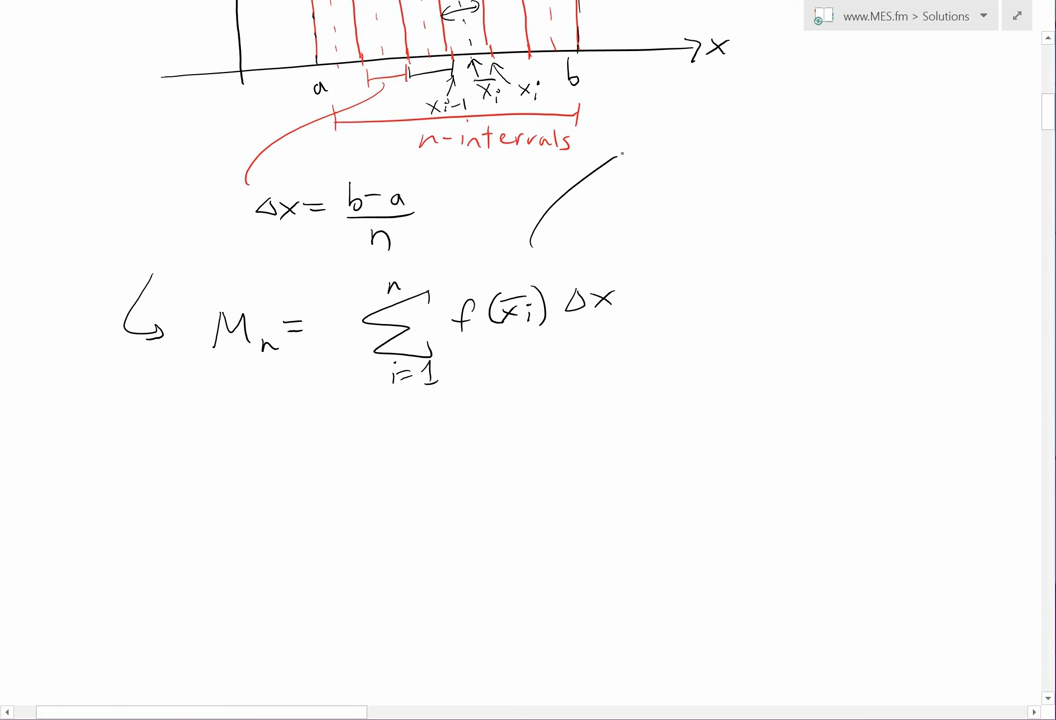 www.MES.fm > Solutions
x
a
b
xi-1 x̄i xi
n-intervals
Δx = b-a
n
n
Mn = Σ f(x̄i) Δx
i=1